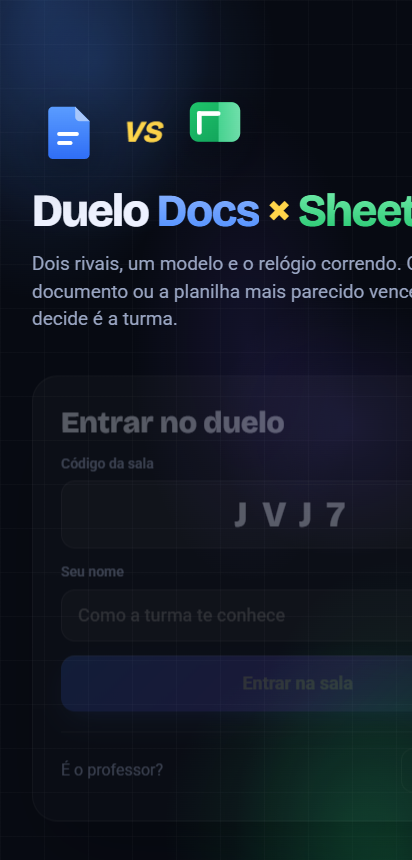 VS
Duelo Docs × Sheet
Dois rivais, um modelo e o relógio correndo.
documento ou a planilha mais parecido vence
decide é a turma.
Entrar no duelo
Código da sala
J V J 7
Seu nome
Como a turma te conhece
Entrar na sala
É o professor?